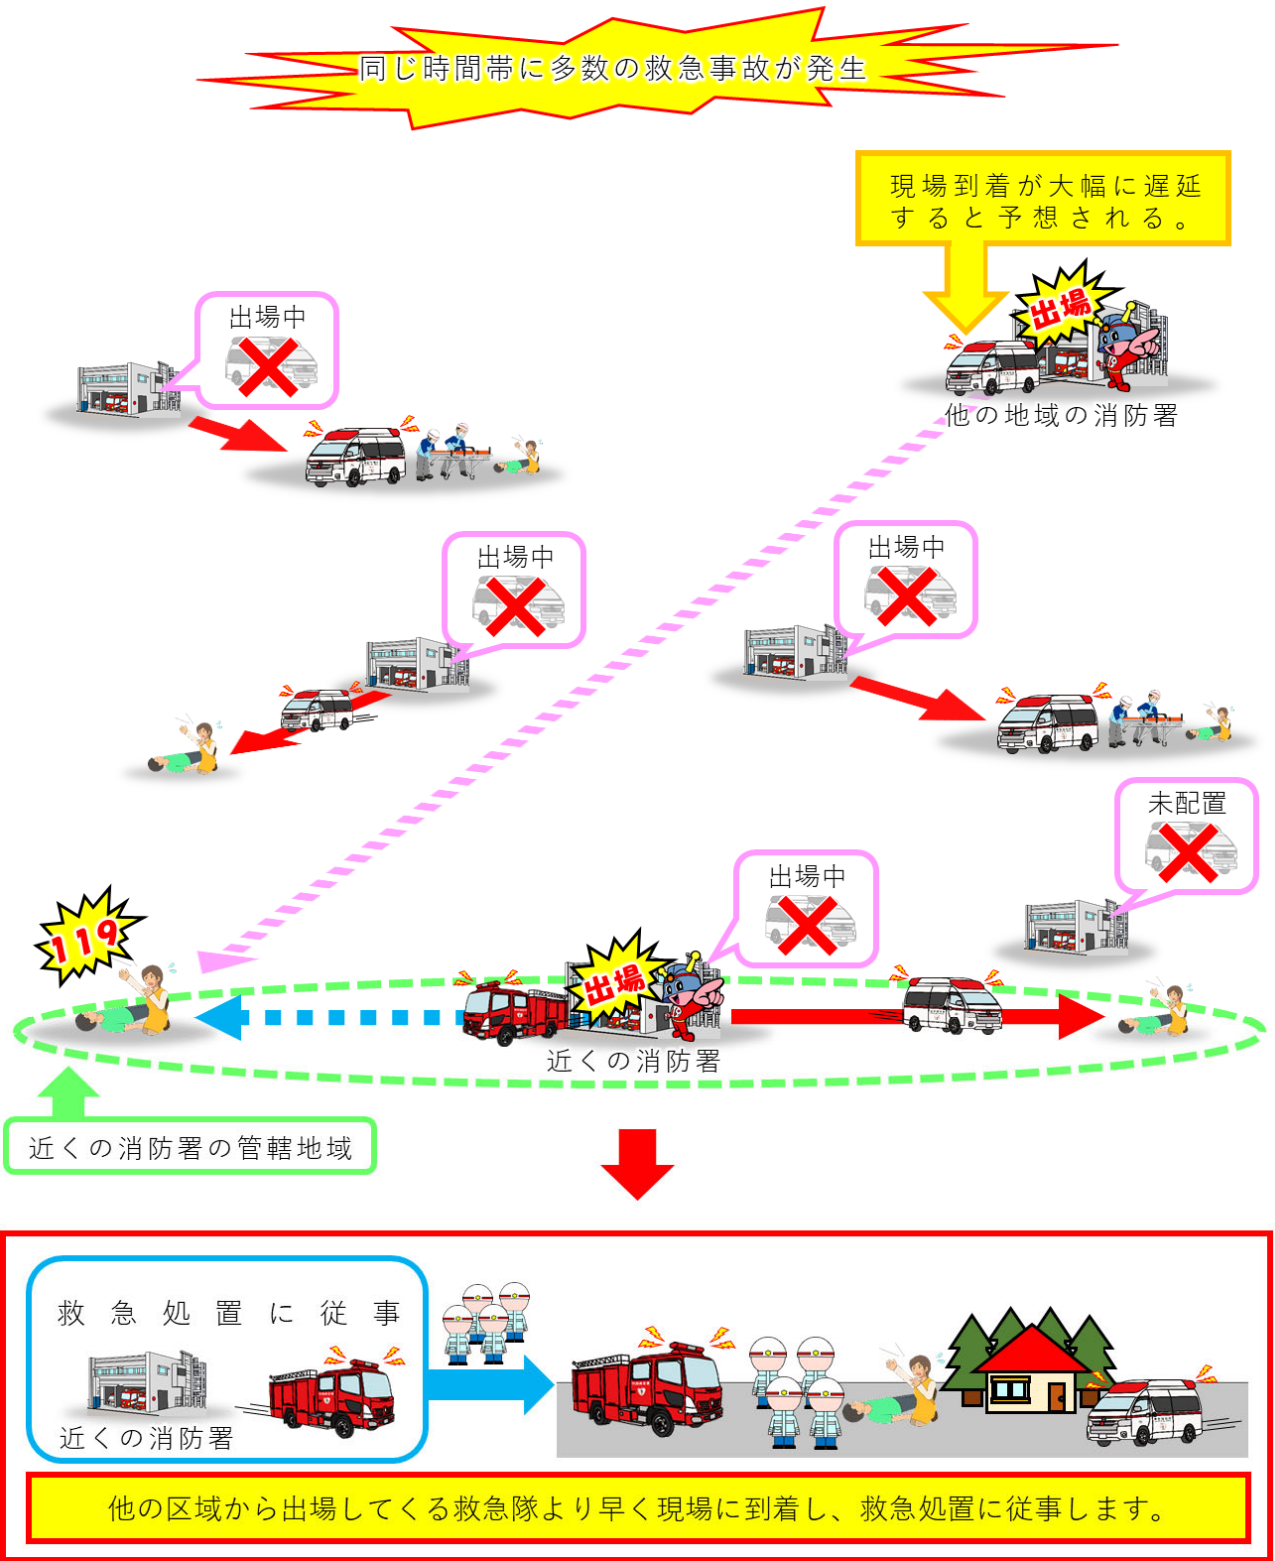 同じ時間帯に多数の救急事故が発生
現場到着が大幅に遅延
すると予想される。
出場
他の地域の消防署
出場中
出場中
出場中
未配置
出場中
119
出場
近くの消防署
近くの消防署の管轄地域
救急処置に従事
近くの消防署
他の区域から出場してくる救急隊より早く現場に到着し、救急処置に従事します。